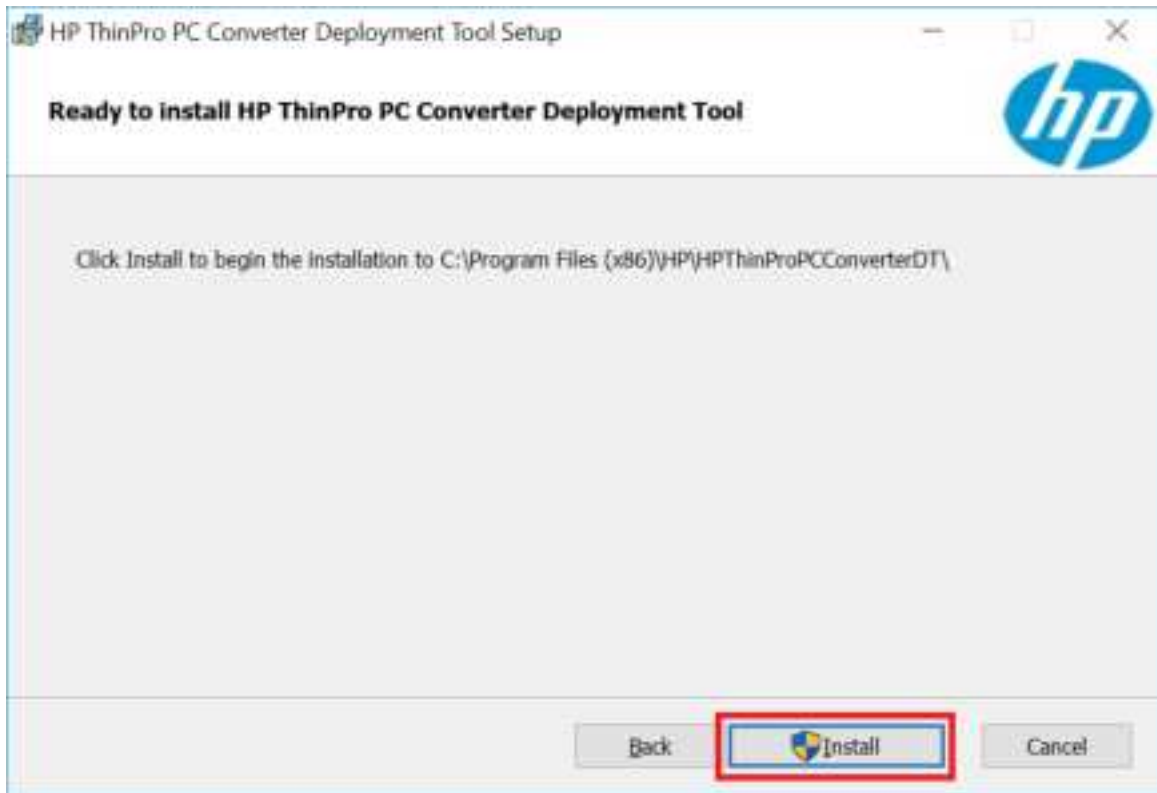 HP ThinPro PC Converter Deployment Tool Setup
Ready to install HP ThinPro PC Converter Deployment Tool
hp
Click Install to begin the installation to C:\Program Files (x86)\HP\HPThinProPCConverterDT\
Back
Install
Cancel